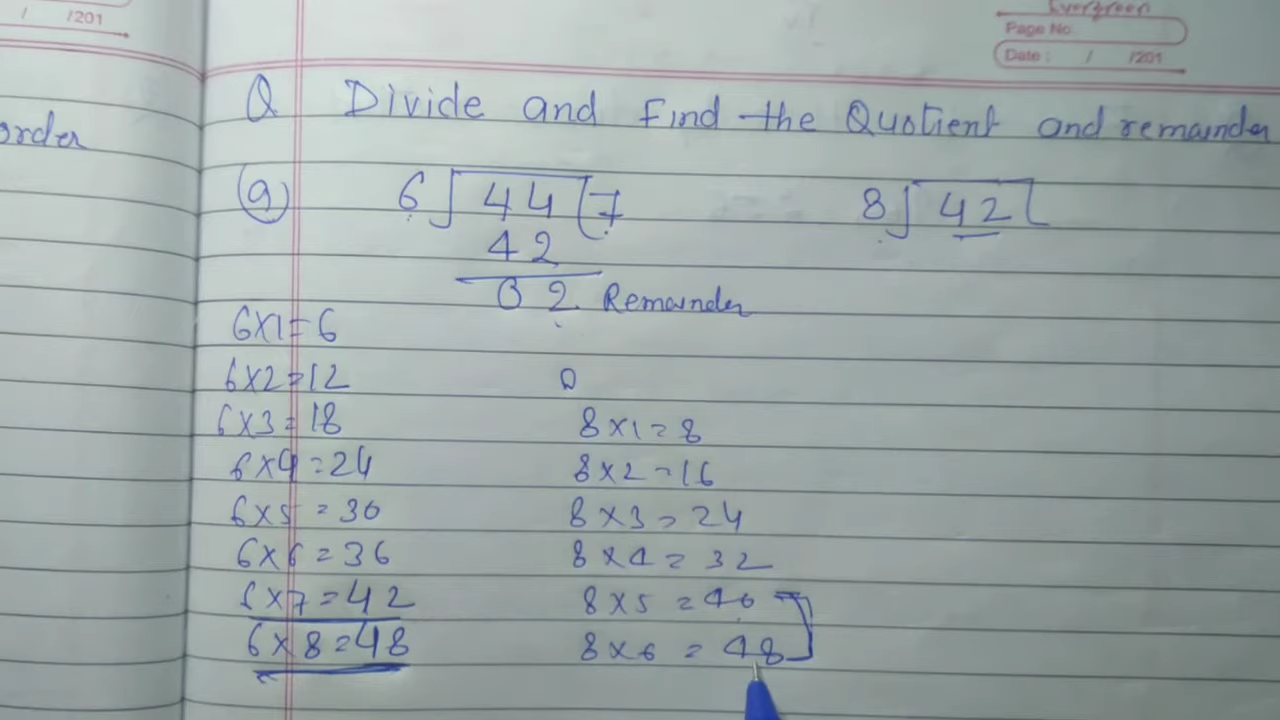 / /201
Evergreen
Page No.
Date : / /201
order
Q Divide and Find the Quotient and remainder
(a) 6 44 7
42
02 Remainder
8 42
6x1=6
6x2=12
6x3=18
6x4=24
6x5=30
6x6=36
6x7=42
6x8=48
8x1=8
8x2=16
8x3=24
8x4=32
8x5=40
8x6=48